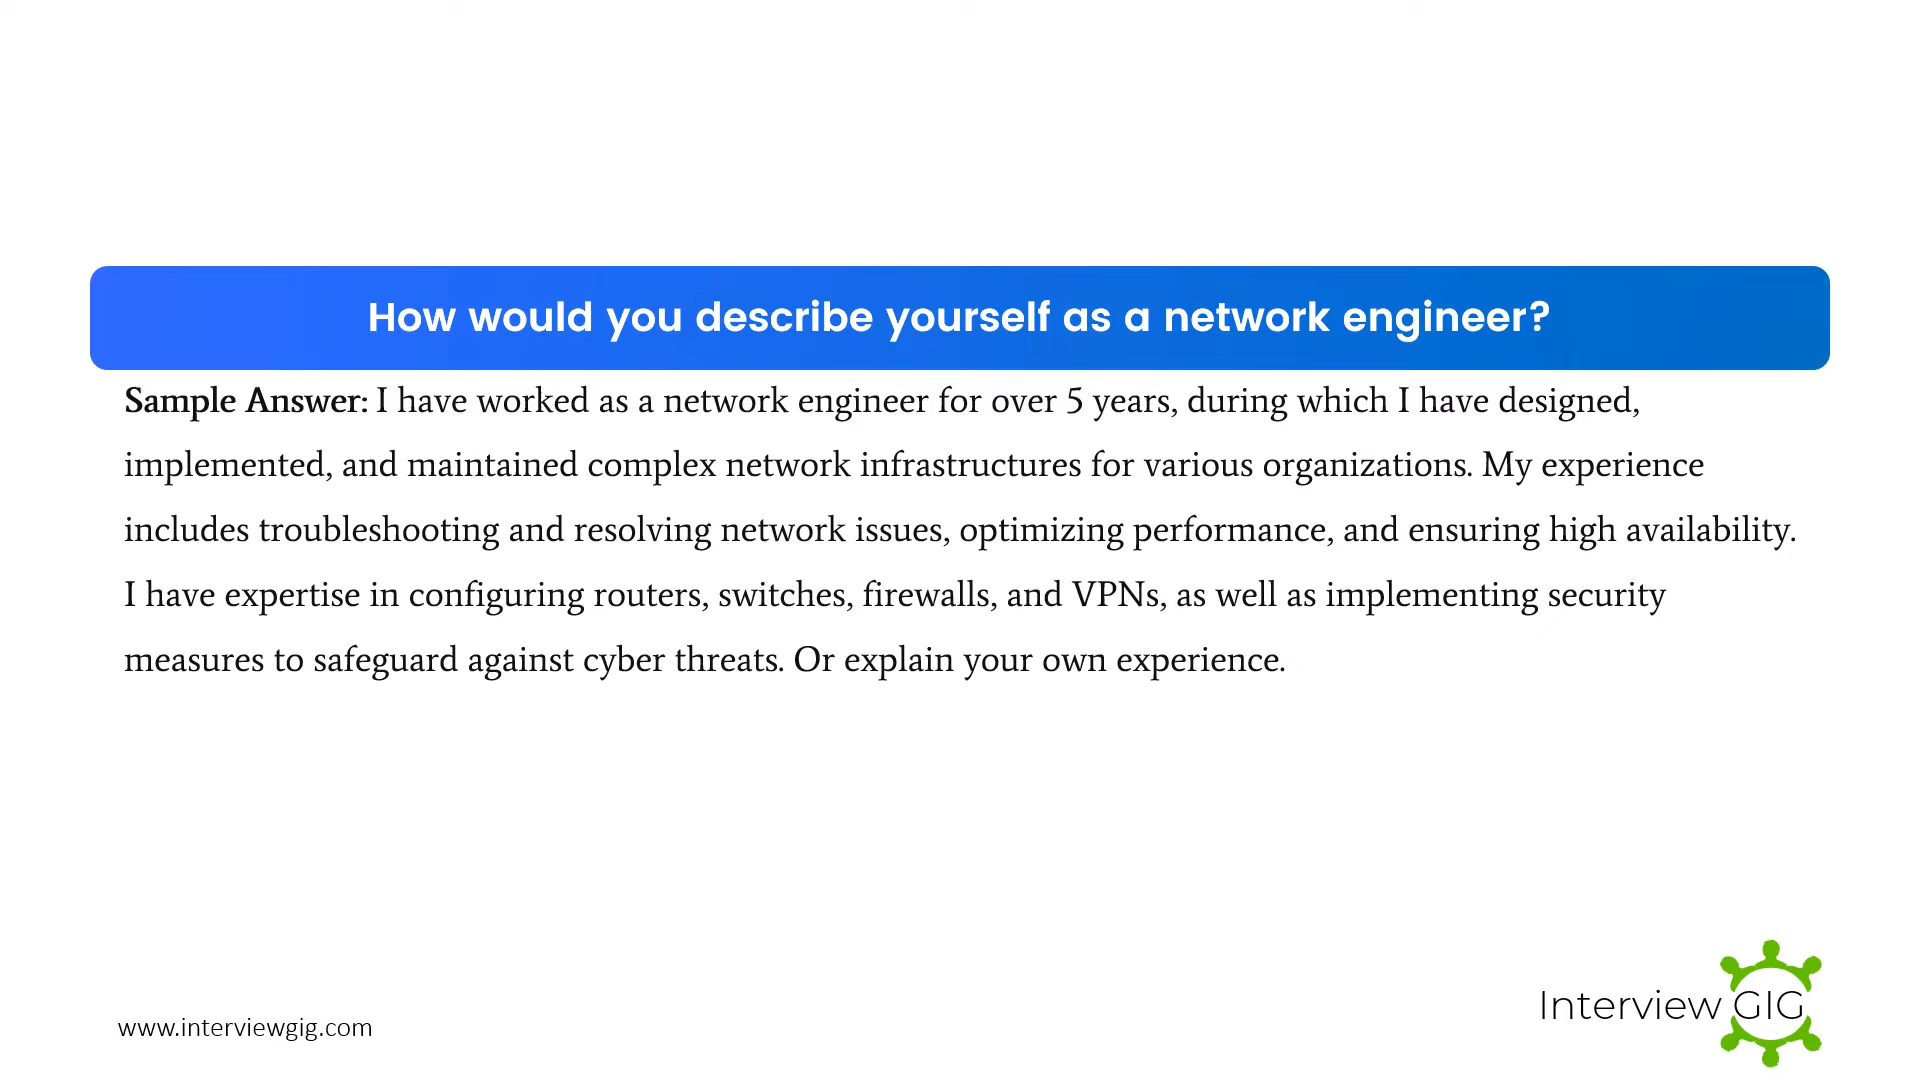 How would you describe yourself as a network engineer?
Sample Answer: I have worked as a network engineer for over 5 years, during which I have designed,
implemented, and maintained complex network infrastructures for various organizations. My experience
includes troubleshooting and resolving network issues, optimizing performance, and ensuring high availability.
I have expertise in configuring routers, switches, firewalls, and VPNs, as well as implementing security
measures to safeguard against cyber threats. Or explain your own experience.
Interview GIG
www.interviewgig.com